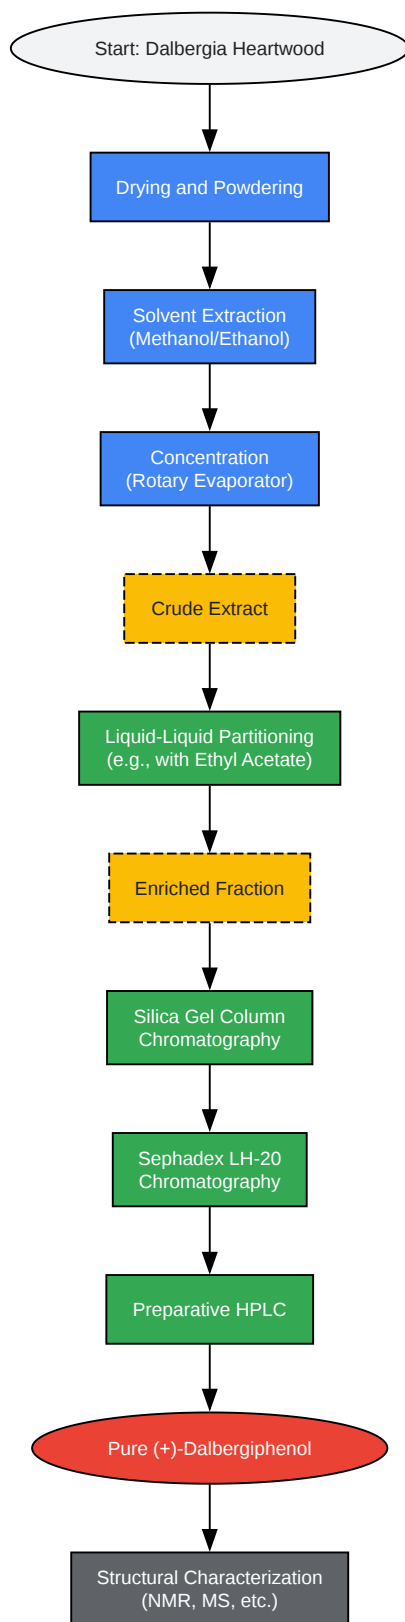 Start: Dalbergia Heartwood
Drying and Powdering
Solvent Extraction
(Methanol/Ethanol)
Concentration
(Rotary Evaporator)
Crude Extract
Liquid-Liquid Partitioning
(e.g., with Ethyl Acetate)
Enriched Fraction
Silica Gel Column
Chromatography
Sephadex LH-20
Chromatography
Preparative HPLC
Pure (+)-Dalbergiphenol
Structural Characterization
(NMR, MS, etc.)